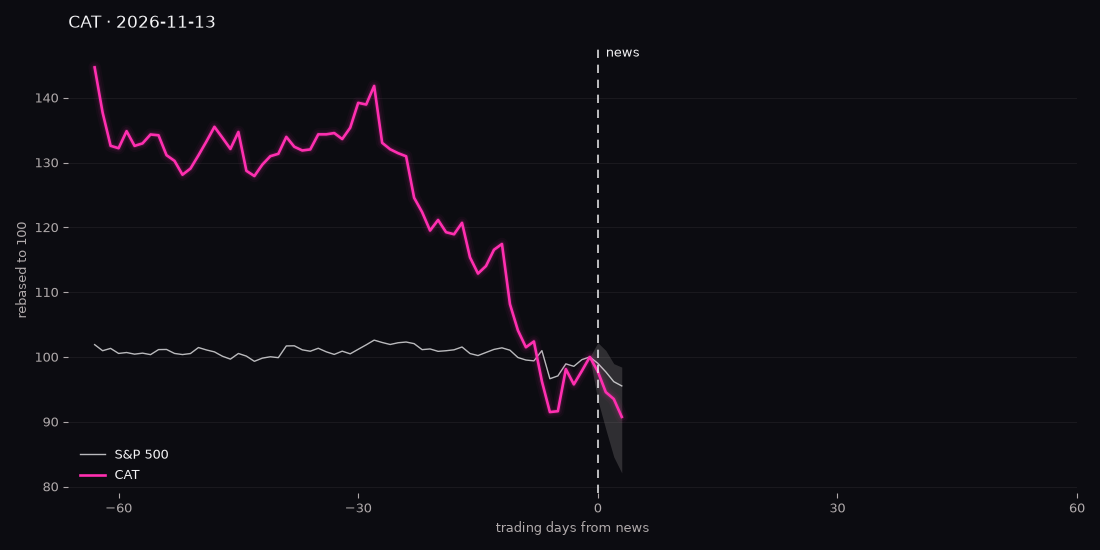 CAT · 2026-11-13
news
140
130
120
110
100
90
80
rebased to 100
S&P 500
CAT
−60
−30
0
30
60
trading days from news